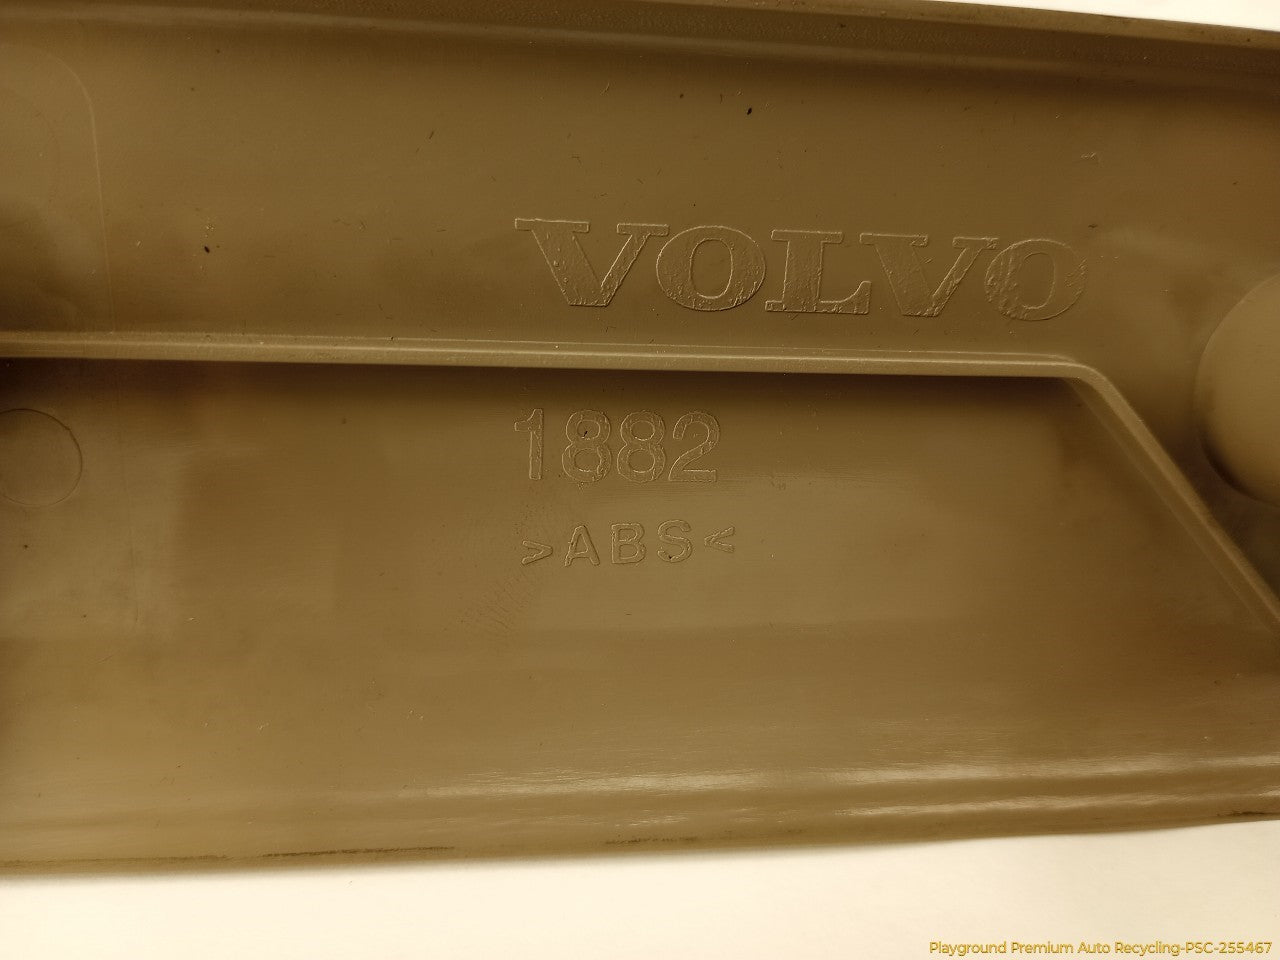 VOLVO
1882
>ABS<
Playground Premium Auto Recycling-PSC-255467